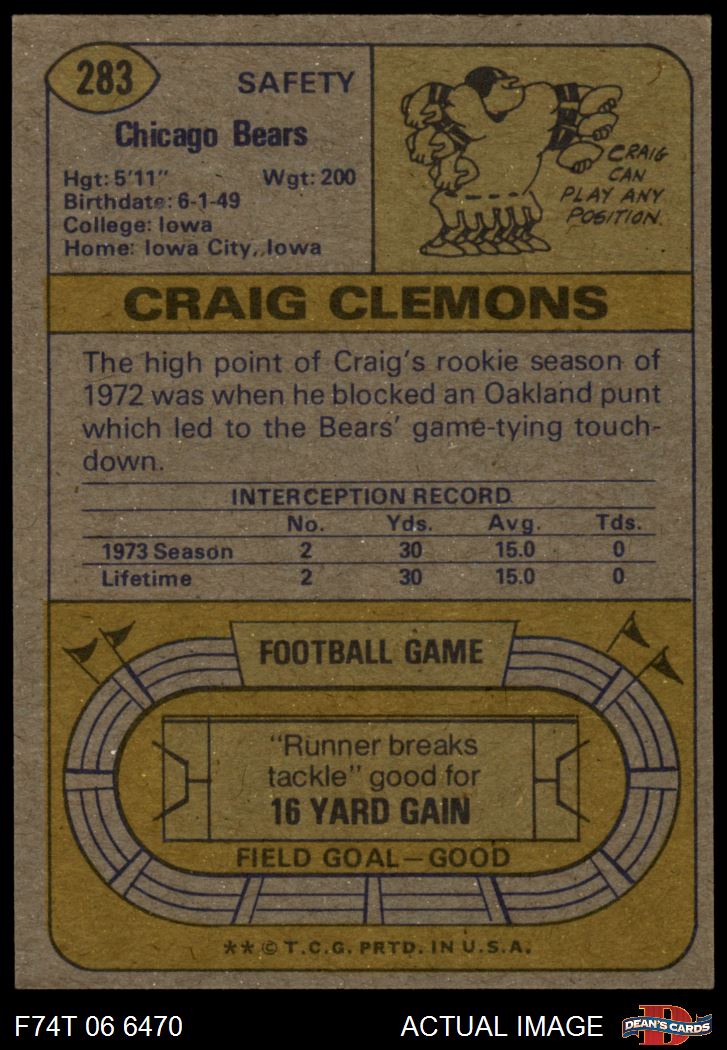 283
SAFETY
Chicago Bears
Hgt: 5'11" Wgt: 200
Birthdate: 6-1-49
College: Iowa
Home: Iowa City, Iowa
CRAIG
CAN
PLAY ANY
POSITION.
CRAIG CLEMONS
The high point of Craig's rookie season of
1972 was when he blocked an Oakland punt
which led to the Bears' game-tying touch-
down.
INTERCEPTION RECORD
No. Yds. Avg. Tds.
1973 Season 2 30 15.0 0
Lifetime 2 30 15.0 0
FOOTBALL GAME
"Runner breaks
tackle" good for
16 YARD GAIN
FIELD GOAL—GOOD
** © T.C.G. PRTD. IN U.S.A.
F74T 06 6470 ACTUAL IMAGE
D
DEAN'S CARDS